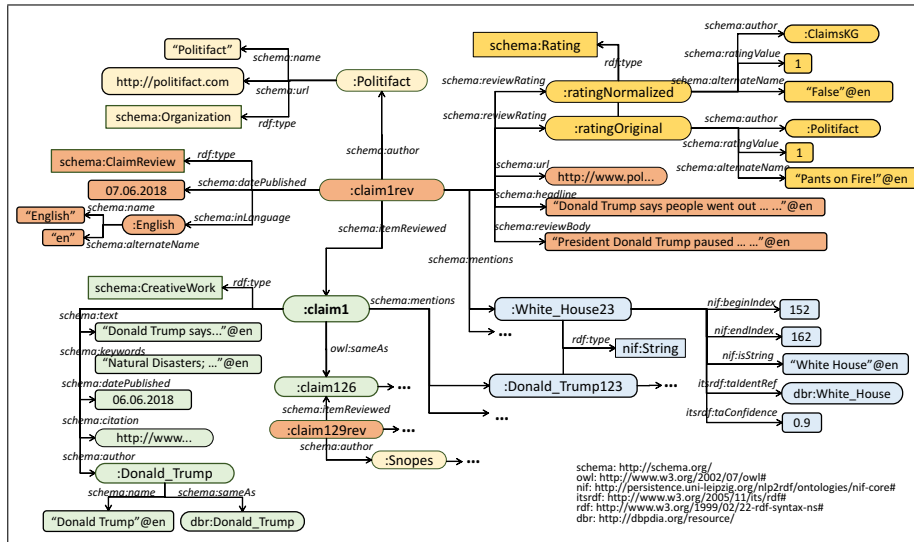 "Politifact"
schema:name
http://politifact.com
schema:url
:Politifact
schema:Organization
rdf:type
schema:author
schema:Rating
rdf:type
schema:author
:ClaimsKG
schema:ratingValue
1
schema:reviewRating
:ratingNormalized
schema:alternateName
"False"@en
schema:reviewRating
:ratingOriginal
schema:author
:Politifact
schema:ratingValue
1
schema:alternateName
"Pants on Fire!"@en
schema:ClaimReview
rdf:type
07.06.2018
schema:datePublished
:claim1rev
"English"
schema:name
:English
schema:inLanguage
"en"
schema:alternateName
schema:itemReviewed
schema:url
http://www.pol...
schema:headline
"Donald Trump says people went out ... ..."@en
schema:reviewBody
"President Donald Trump paused ... ..."@en
schema:mentions
schema:CreativeWork
rdf:type
:claim1
schema:mentions
schema:text
"Donald Trump says..."@en
schema:keywords
"Natural Disasters; ..."@en
schema:datePublished
06.06.2018
schema:citation
http://www...
schema:author
:Donald_Trump
schema:name
schema:sameAs
"Donald Trump"@en
dbr:Donald_Trump
owl:sameAs
:claim126
...
schema:itemReviewed
:claim129rev
...
schema:author
:Snopes
...
:White_House23
...
rdf:type
nif:String
:Donald_Trump123
...
...
nif:beginIndex
152
nif:endIndex
162
nif:isString
"White House"@en
itsrdf:taIdentRef
dbr:White_House
itsrdf:taConfidence
0.9
schema: http://schema.org/
owl: http://www.w3.org/2002/07/owl#
nif: http://persistence.uni-leipzig.org/nlp2rdf/ontologies/nif-core#
itsrdf: http://www.w3.org/2005/11/its/rdf#
rdf: http://www.w3.org/1999/02/22-rdf-syntax-ns#
dbr: http://dbpdia.org/resource/